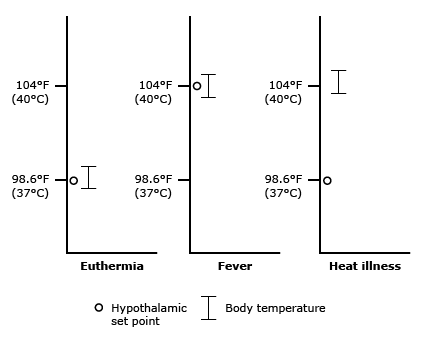 104°F
(40°C)
98.6°F
(37°C)
Euthermia
104°F
(40°C)
98.6°F
(37°C)
Fever
104°F
(40°C)
98.6°F
(37°C)
Heat illness
Hypothalamic
set point
Body temperature